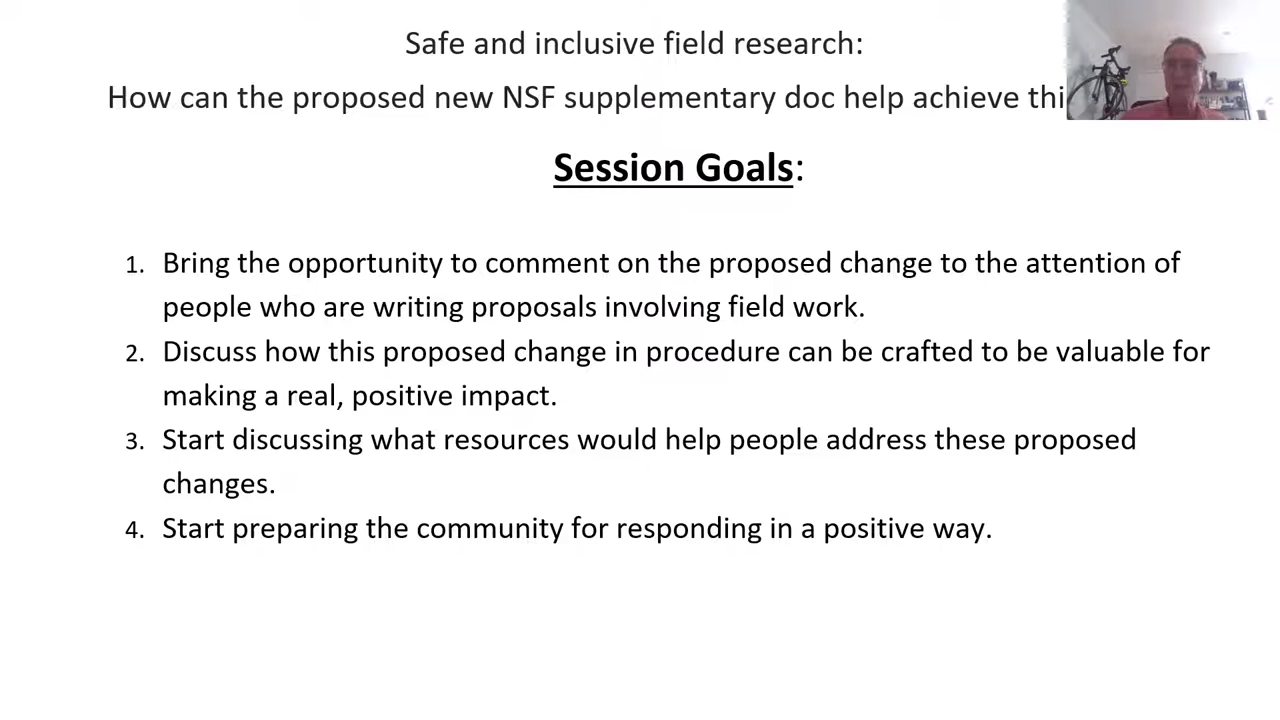 Safe and inclusive field research:
How can the proposed new NSF supplementary doc help achieve thi
Session Goals:
1. Bring the opportunity to comment on the proposed change to the attention of
people who are writing proposals involving field work.
2. Discuss how this proposed change in procedure can be crafted to be valuable for
making a real, positive impact.
3. Start discussing what resources would help people address these proposed
changes.
4. Start preparing the community for responding in a positive way.